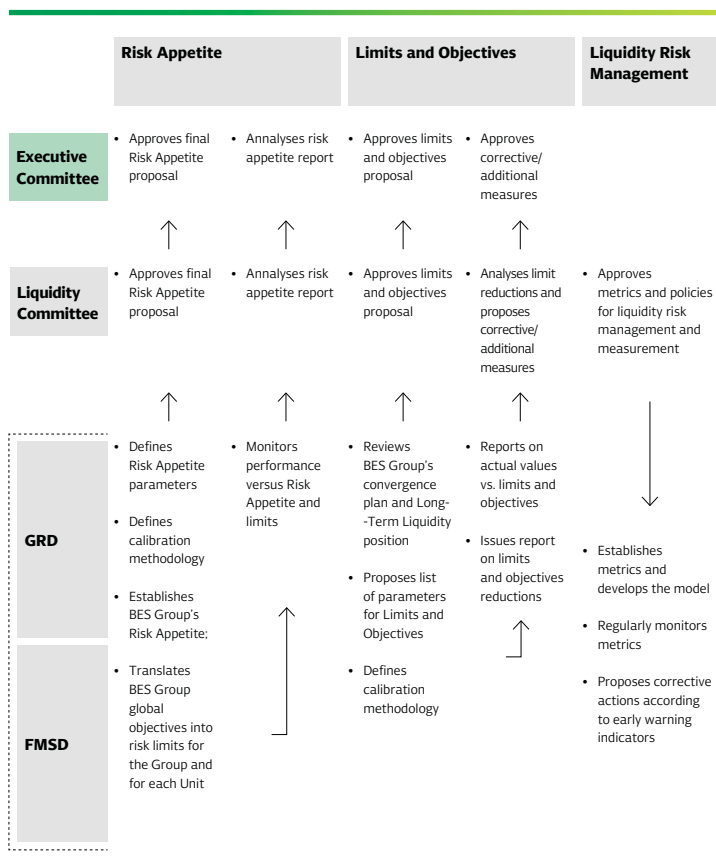 Risk Appetite
Limits and Objectives
Liquidity Risk
Management
Executive
Committee
• Approves final
Risk Appetite
proposal
• Annalyses risk
appetite report
• Approves limits
and objectives
proposal
• Approves
corrective/
additional
measures
Liquidity
Committee
• Approves final
Risk Appetite
proposal
• Annalyses risk
appetite report
• Approves limits
and objectives
proposal
• Analyses limit
reductions and
proposes
corrective/
additional
measures
• Approves
metrics and policies
for liquidity risk
management and
measurement
GRD
FMSD
• Defines
Risk Appetite
parameters
• Defines
calibration
methodology
• Establishes
BES Group's
Risk Appetite;
• Translates
BES Group
global
objectives into
risk limits for
the Group and
for each Unit
• Monitors
performance
versus Risk
Appetite and
limits
• Reviews
BES Group's
convergence
plan and Long-
-Term Liquidity
position
• Proposes list
of parameters
for Limits and
Objectives
• Defines
calibration
methodology
• Reports on
actual values
vs. limits and
objectives
• Issues report
on limits
and objectives
reductions
• Establishes
metrics and
develops the model
• Regularly monitors
metrics
• Proposes corrective
actions according
to early warning
indicators